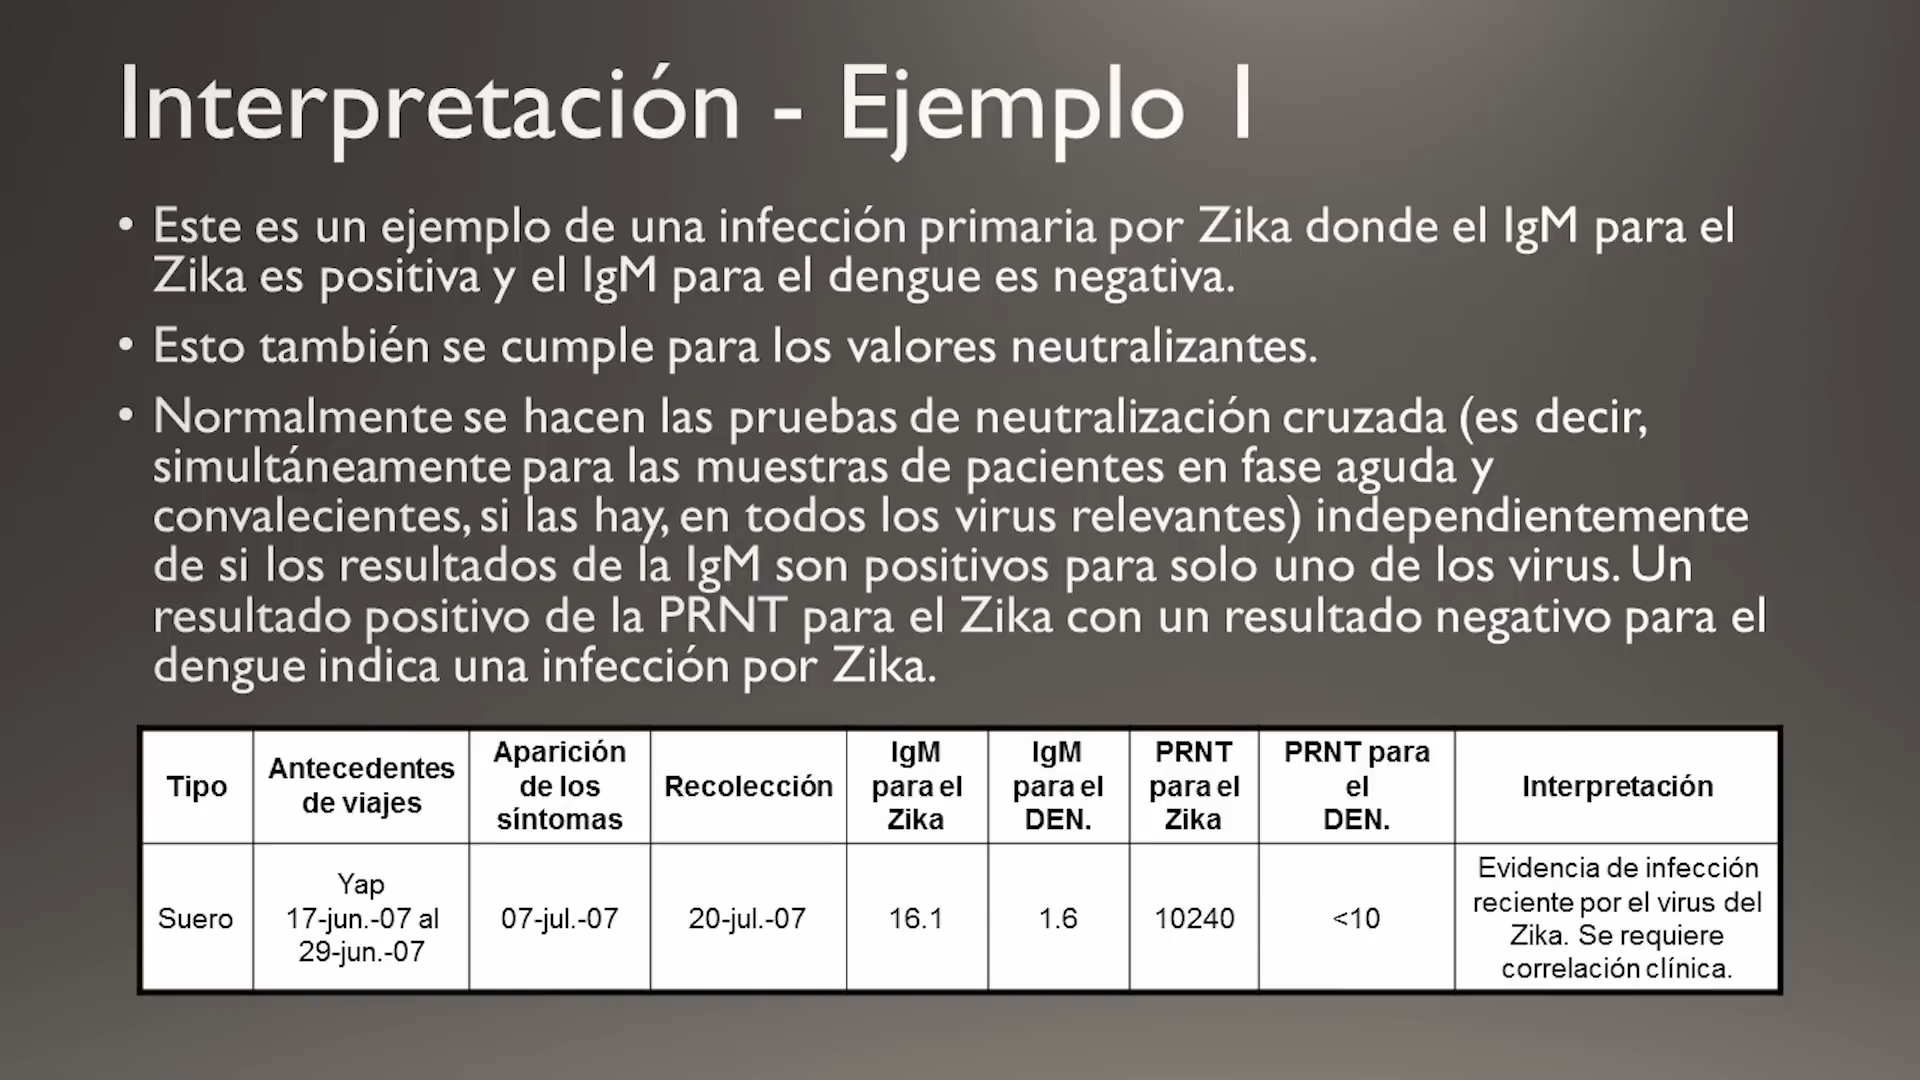 Interpretación - Ejemplo 1
• Este es un ejemplo de una infección primaria por Zika donde el IgM para el
Zika es positiva y el IgM para el dengue es negativa.
• Esto también se cumple para los valores neutralizantes.
• Normalmente se hacen las pruebas de neutralización cruzada (es decir,
simultáneamente para las muestras de pacientes en fase aguda y
convalecientes, si las hay, en todos los virus relevantes) independientemente
de si los resultados de la IgM son positivos para solo uno de los virus. Un
resultado positivo de la PRNT para el Zika con un resultado negativo para el
dengue indica una infección por Zika.
Tipo
Antecedentes
de viajes
Aparición
de los
síntomas
Recolección
IgM
para el
Zika
IgM
para el
DEN.
PRNT
para el
Zika
PRNT para
el
DEN.
Interpretación
Suero
Yap
17-jun.-07 al
29-jun.-07
07-jul.-07
20-jul.-07
16.1
1.6
10240
<10
Evidencia de infección
reciente por el virus del
Zika. Se requiere
correlación clínica.